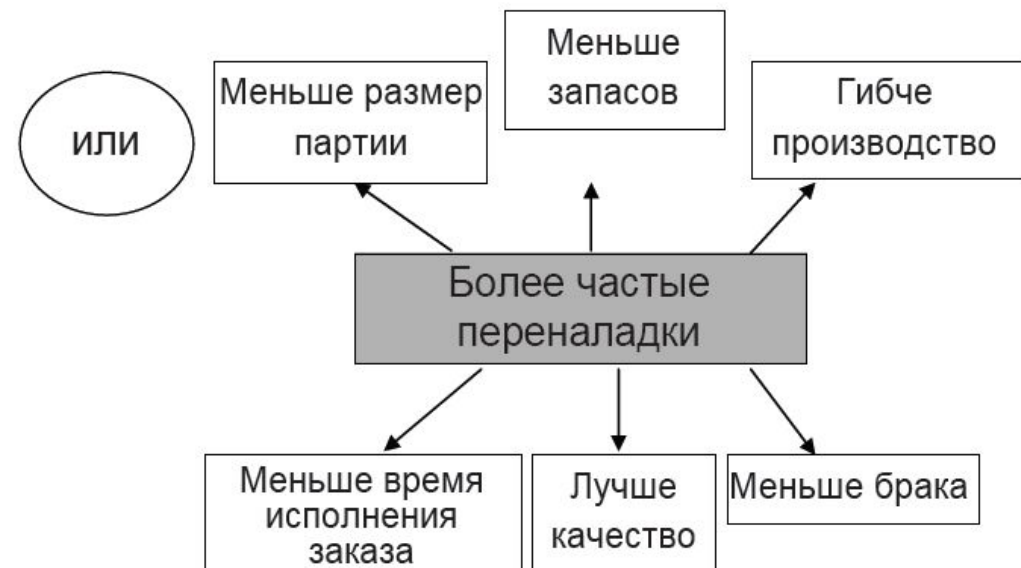 или
Меньше размер
партии
Меньше
запасов
Гибче
производство
Более частые
переналадки
Меньше время
исполнения
заказа
Лучше
качество
Меньше брака